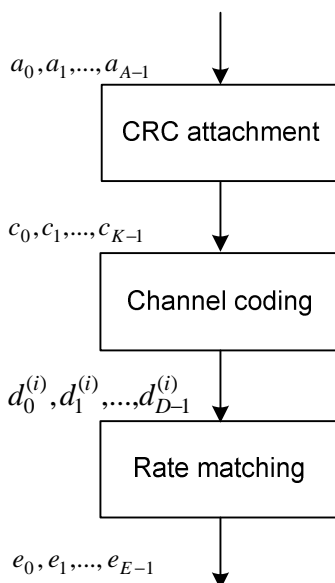 a_0, a_1, ..., a_{A-1}
CRC attachment
c_0, c_1, ..., c_{K-1}
Channel coding
d_0^{(i)}, d_1^{(i)}, ..., d_{D-1}^{(i)}
Rate matching
e_0, e_1, ..., e_{E-1}